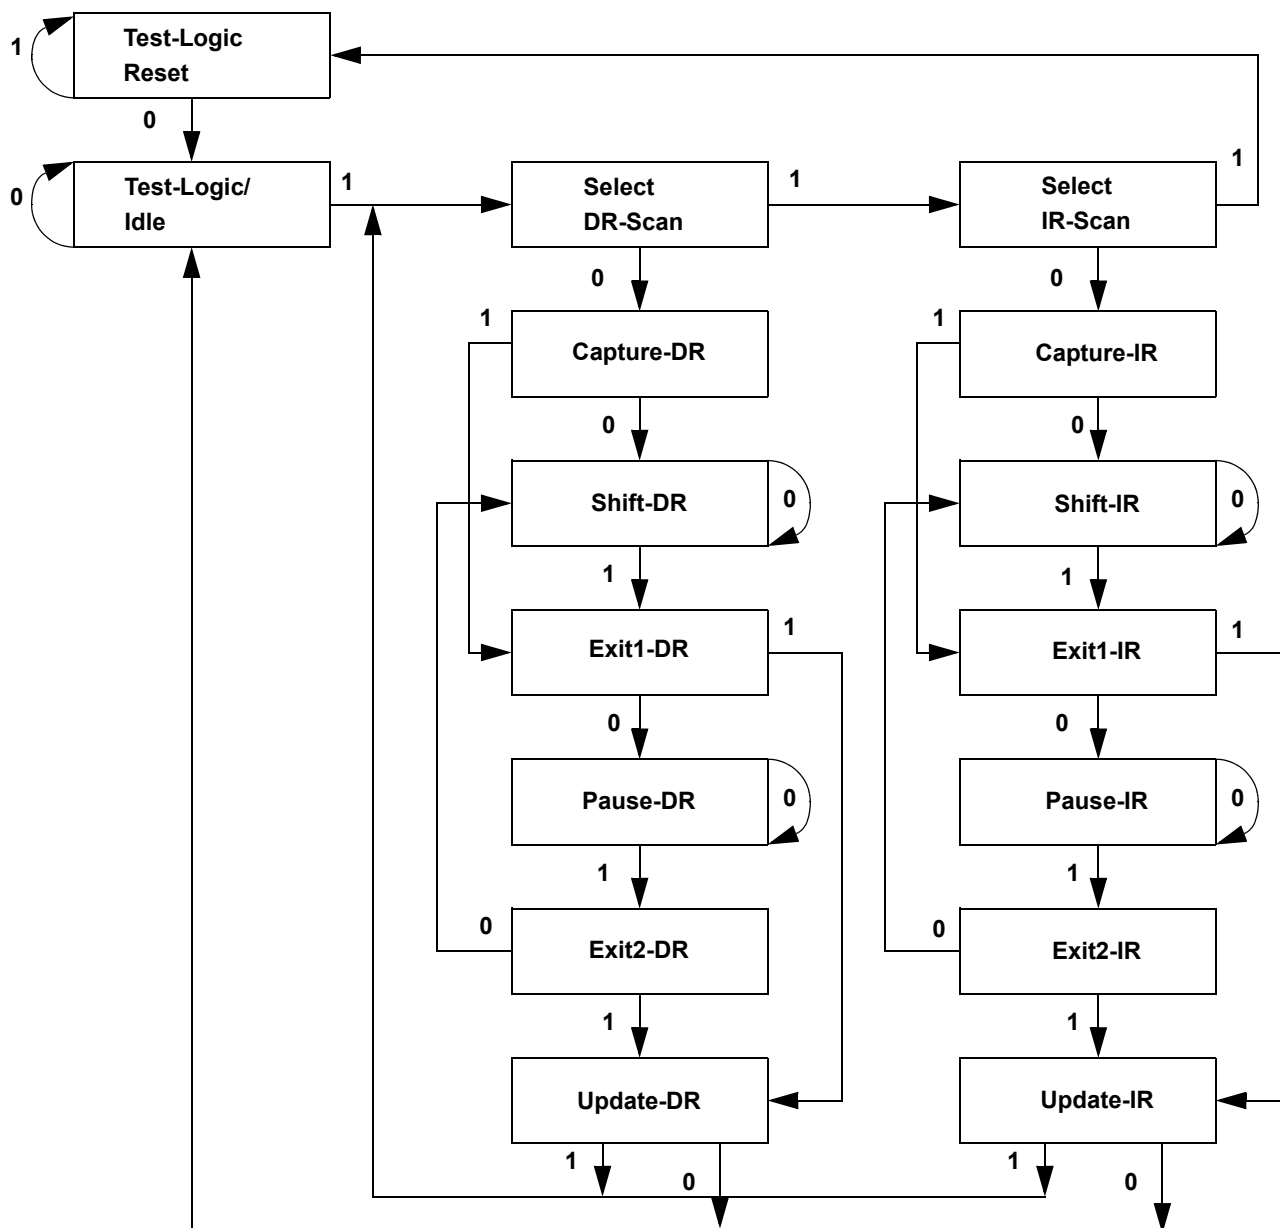 1
Test-Logic
Reset
0
0
Test-Logic/
Idle
1
Select
DR-Scan
1
Select
IR-Scan
1
0
0
1
Capture-DR
1
Capture-IR
0
0
Shift-DR
0
Shift-IR
0
1
1
Exit1-DR
1
Exit1-IR
1
0
0
Pause-DR
0
Pause-IR
0
1
1
0
Exit2-DR
0
Exit2-IR
1
1
Update-DR
Update-IR
1
0
1
0